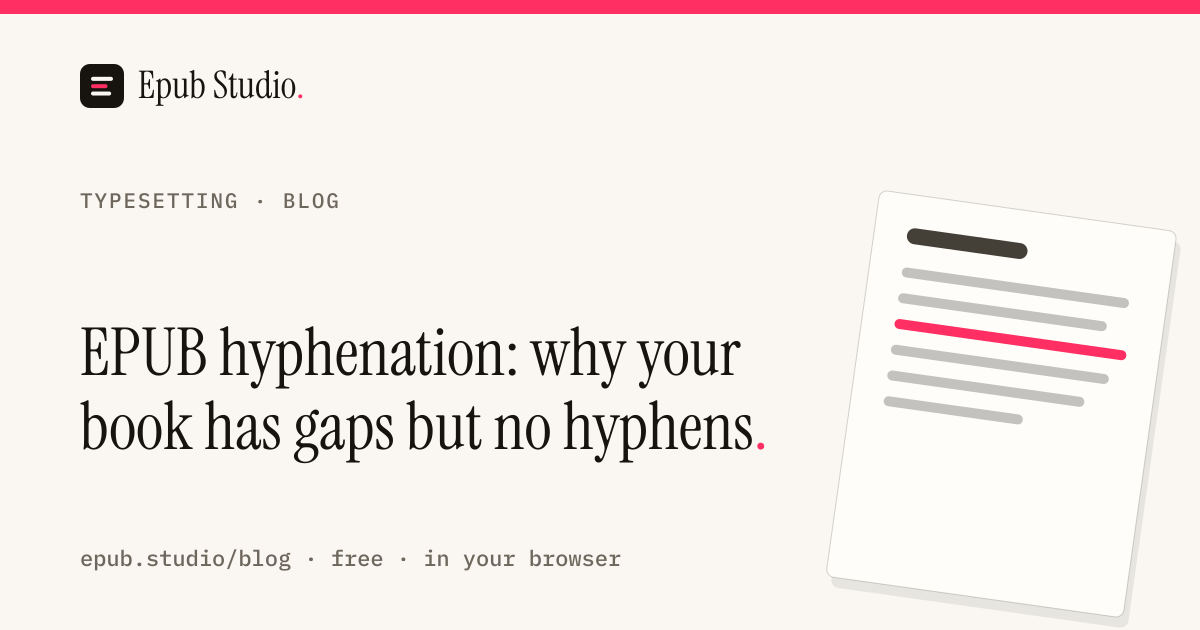 Epub Studio.
TYPESETTING · BLOG
EPUB hyphenation: why your
book has gaps but no hyphens.
epub.studio/blog · free · in your browser